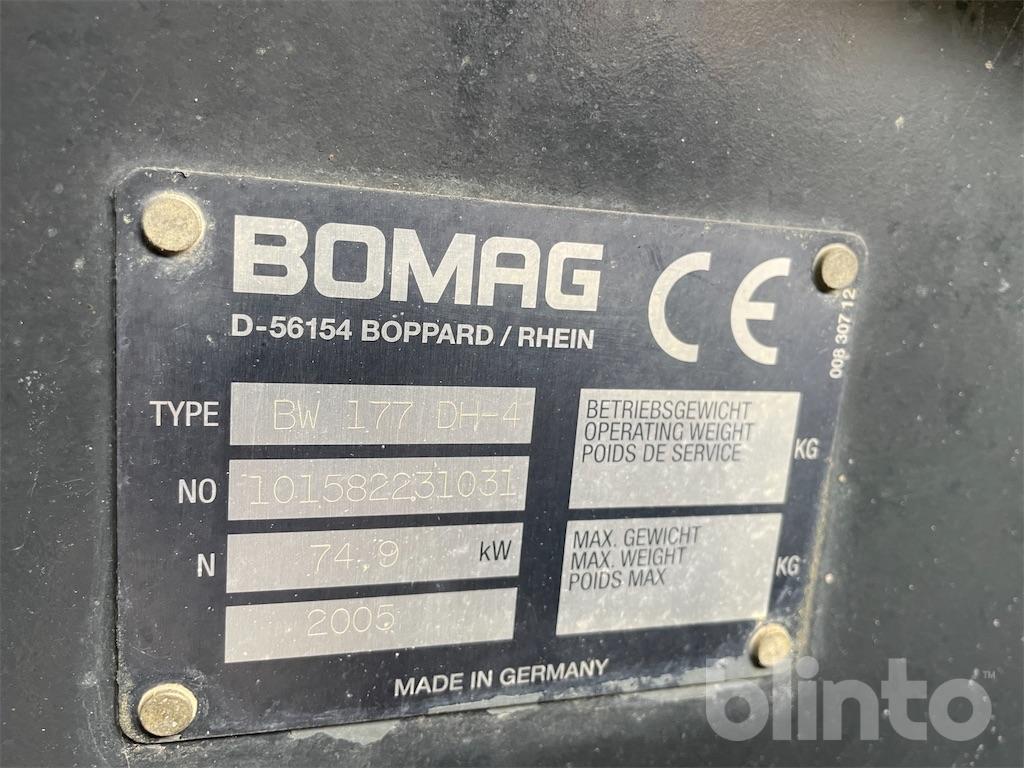 BOMAG
D-56154 BOPPARD / RHEIN
CE
008 307 12
TYPE BW 177 DH-4
NO 101582231031
N 74.9 kW
2005
BETRIEBSGEWICHT
OPERATING WEIGHT
POIDS DE SERVICE
KG
MAX. GEWICHT
MAX. WEIGHT
POIDS MAX
KG
MADE IN GERMANY
blinto™